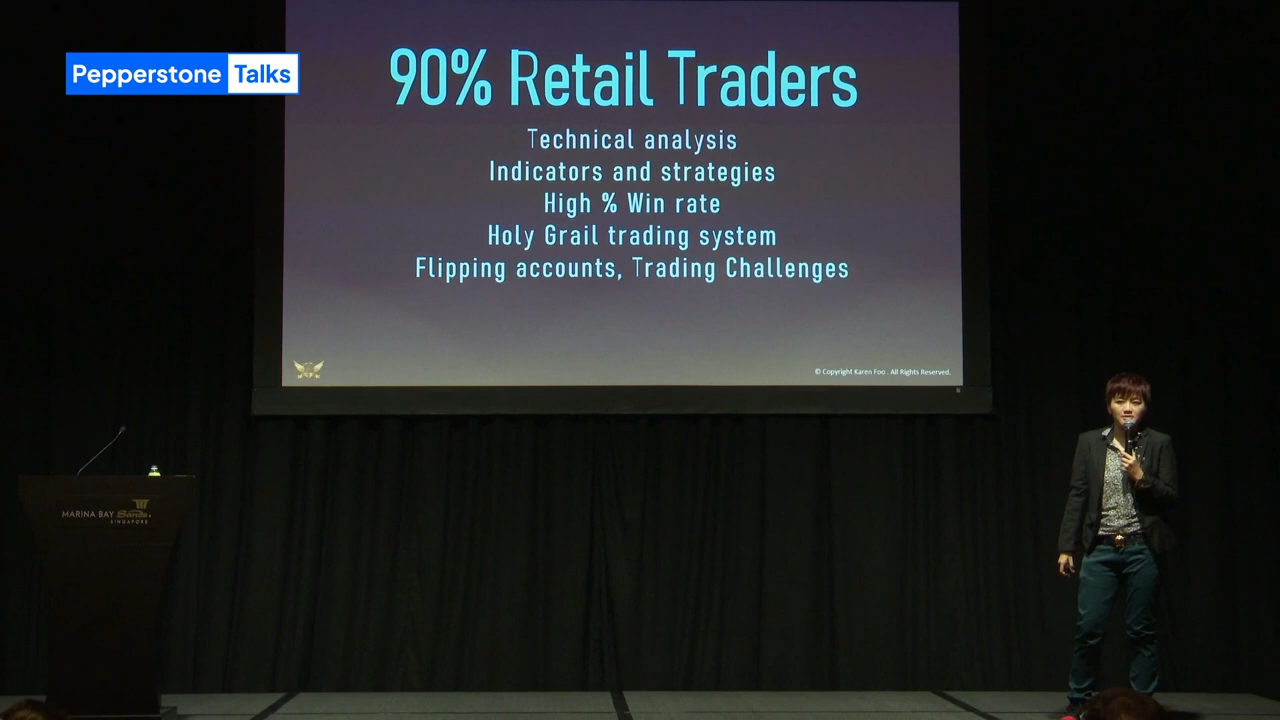 Pepperstone Talks
90% Retail Traders
Technical analysis
Indicators and strategies
High % Win rate
Holy Grail trading system
Flipping accounts, Trading Challenges
© Copyright Karen Foo . All Rights Reserved.
MARINA BAY Sands.
SINGAPORE